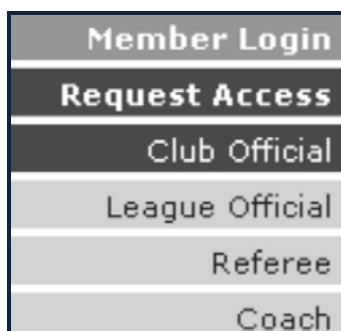 Member Login
Request Access
Club Official
League Official
Referee
Coach